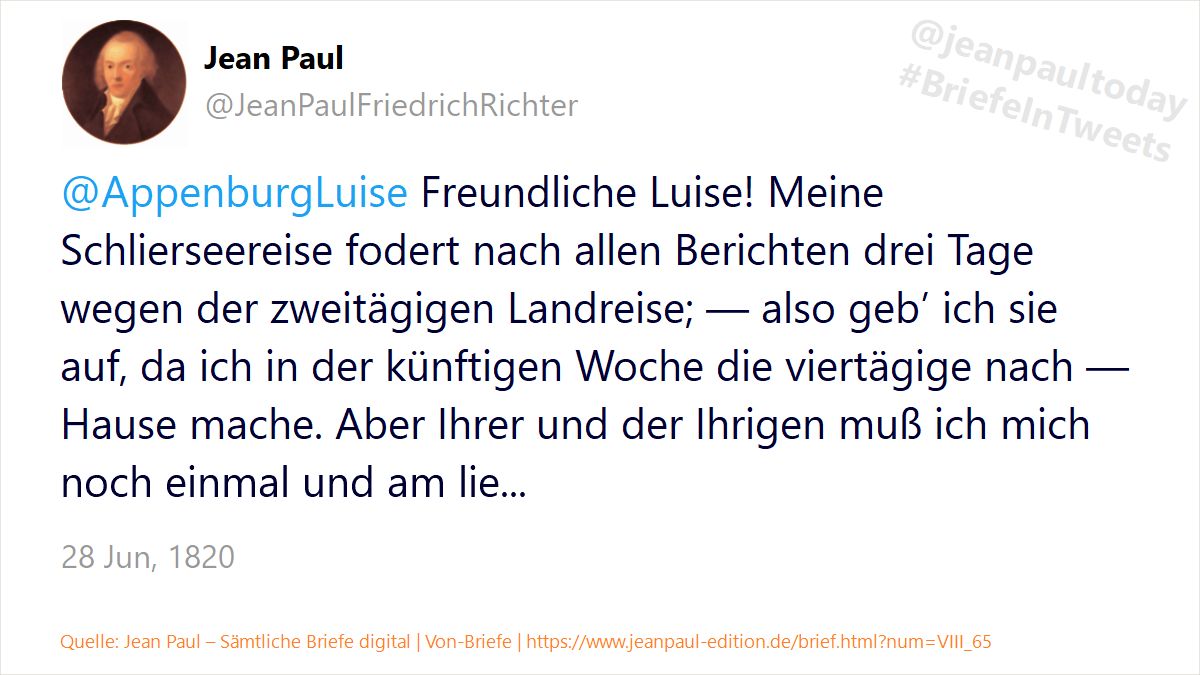 Jean Paul
@JeanPaulFriedrichRichter
@jeanpaultoday
#BriefeInTweets
@AppenburgLuise Freundliche Luise! Meine
Schlierseereise fodert nach allen Berichten drei Tage
wegen der zweitägigen Landreise; — also geb’ ich sie
auf, da ich in der künftigen Woche die viertägige nach —
Hause mache. Aber Ihrer und der Ihrigen muß ich mich
noch einmal und am lie...
28 Jun, 1820
Quelle: Jean Paul – Sämtliche Briefe digital | Von-Briefe | https://www.jeanpaul-edition.de/brief.html?num=VIII_65